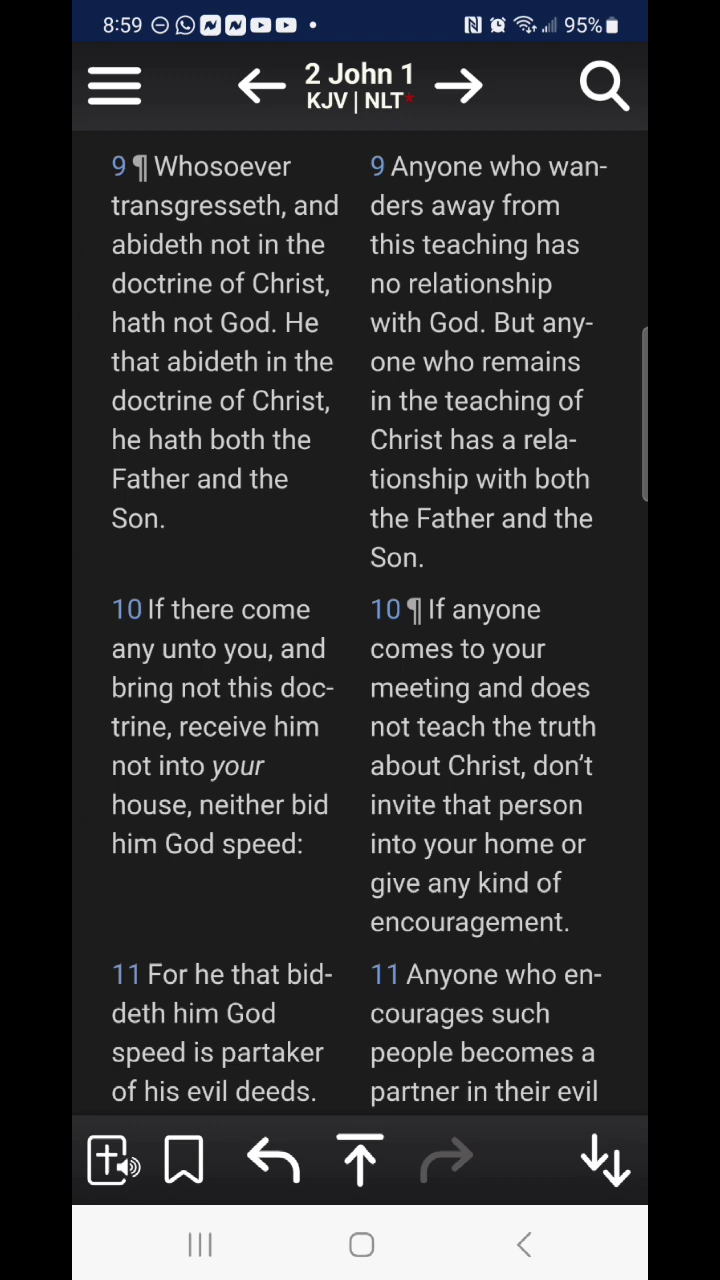 8:59 95%
2 John 1
KJV | NLT*
9 ¶ Whosoever
transgresseth, and
abideth not in the
doctrine of Christ,
hath not God. He
that abideth in the
doctrine of Christ,
he hath both the
Father and the
Son.
10 If there come
any unto you, and
bring not this doc-
trine, receive him
not into your
house, neither bid
him God speed:
11 For he that bid-
deth him God
speed is partaker
of his evil deeds.
9 Anyone who wan-
ders away from
this teaching has
no relationship
with God. But any-
one who remains
in the teaching of
Christ has a rela-
tionship with both
the Father and the
Son.
10 ¶ If anyone
comes to your
meeting and does
not teach the truth
about Christ, don’t
invite that person
into your home or
give any kind of
encouragement.
11 Anyone who en-
courages such
people becomes a
partner in their evil